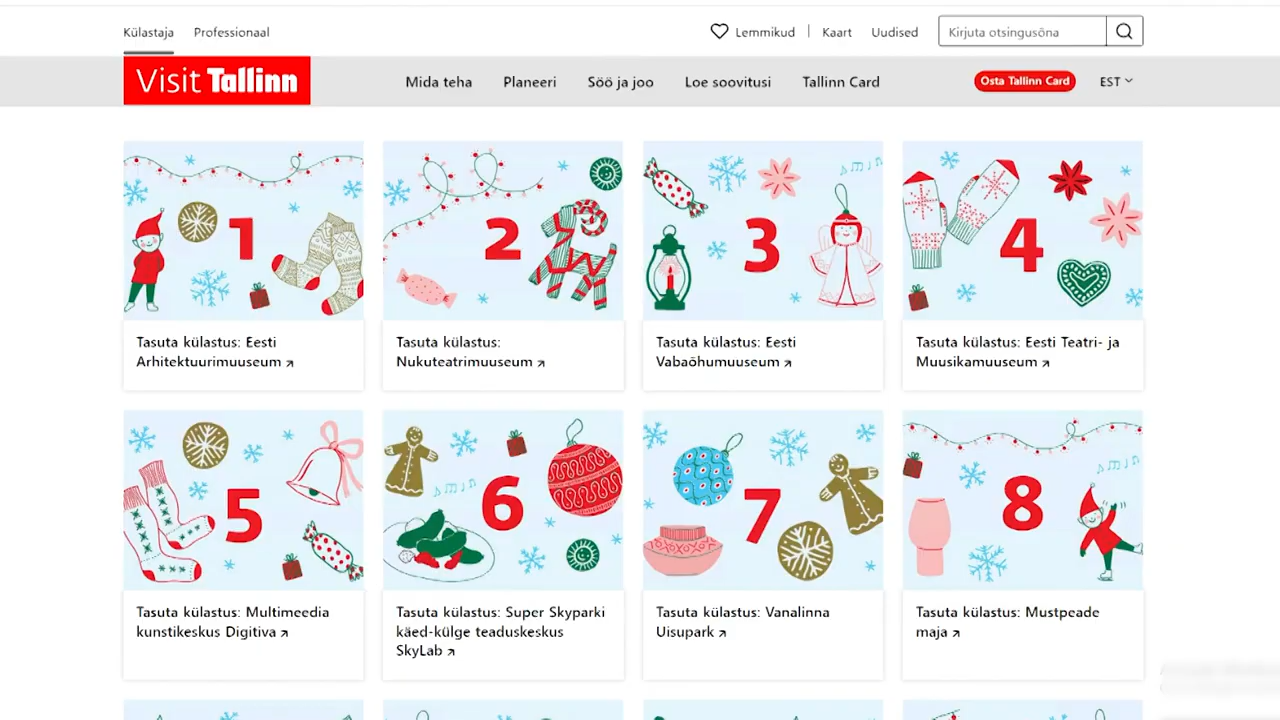 Külastaja Professionaal Lemmikud Kaart Uudised Kirjuta otsingusõna
Visit Tallinn Mida teha Planeeri Söö ja joo Loe soovitusi Tallinn Card Osta Tallinn Card EST
1 2 3 4
Tasuta külastus: Eesti
Arhitektuurimuuseum
Tasuta külastus:
Nukuteatrimuuseum
Tasuta külastus: Eesti
Vabaõhumuuseum
Tasuta külastus: Eesti Teatri- ja
Muusikamuuseum
5 6 7 8
Tasuta külastus: Multimeedia
kunstikeskus Digitiva
Tasuta külastus: Super Skyparki
käed-külge teaduskeskus
SkyLab
Tasuta külastus: Vanalinna
Uisupark
Tasuta külastus: Mustpeade
maja